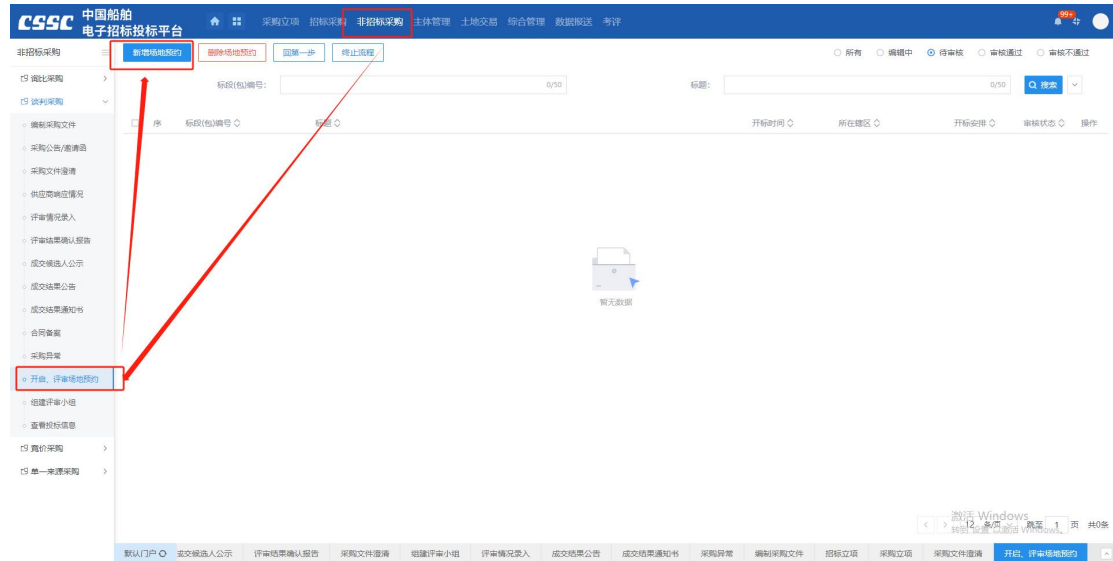 CSSC 中国船舶 电子招标投标平台
采购立项 招标采购 非招标采购 主体管理 土地交易 综合管理 数据报送 考评
99+
非招标采购
新增场地预约 删除场地预约 回第一步 终止流程
所有 编辑中 待审核 审核通过 审核不通过
询比采购
标段(包)编号: 0/50 标题: 0/50 搜索
谈判采购
序 标段(包)编号 标题 开标时间 所在辖区 开标安排 审核状态 操作
编制采购文件
采购公告/邀请函
采购文件澄清
供应商响应情况
评审情况录入
评审结果确认报告
成交候选人公示
成交结果公告
暂无数据
成交结果通知书
合同备案
采购异常
开启、评审场地预约
组建评审小组
查看投标信息
竞价采购
单一来源采购
激活 Windows
转到"设置"以激活 Windows。
12 条/页 跳至 1 页 共0条
默认门户 成交候选人公示 评审结果确认报告 采购文件澄清 组建评审小组 评审情况录入 成交结果公告 成交结果通知书 采购异常 编制采购文件 招标立项 采购立项 采购文件澄清 开启、评审场地预约